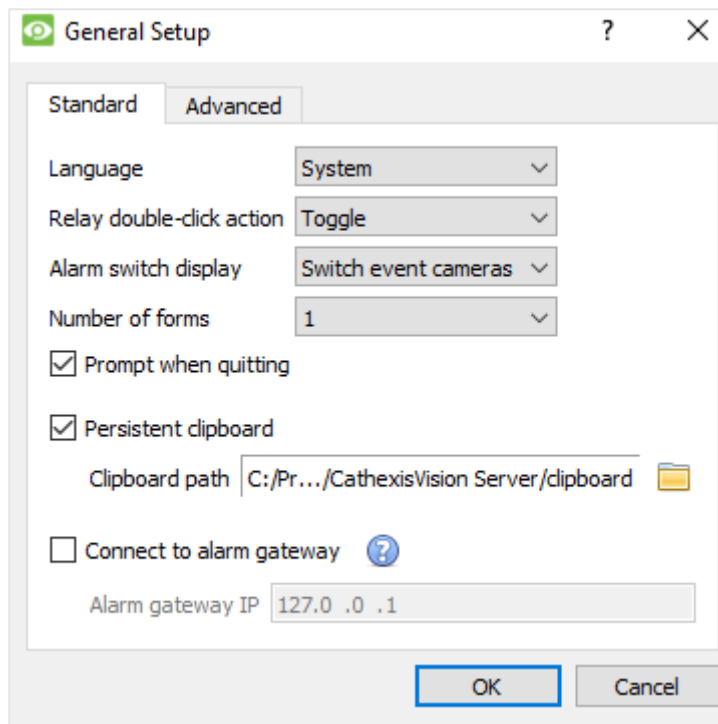 General Setup ?
Standard Advanced
Language System
Relay double-click action Toggle
Alarm switch display Switch event cameras
Number of forms 1
Prompt when quitting
Persistent clipboard
Clipboard path C:/Pr.../CathexisVision Server/clipboard
Connect to alarm gateway ?
Alarm gateway IP 127.0 .0 .1
OK Cancel